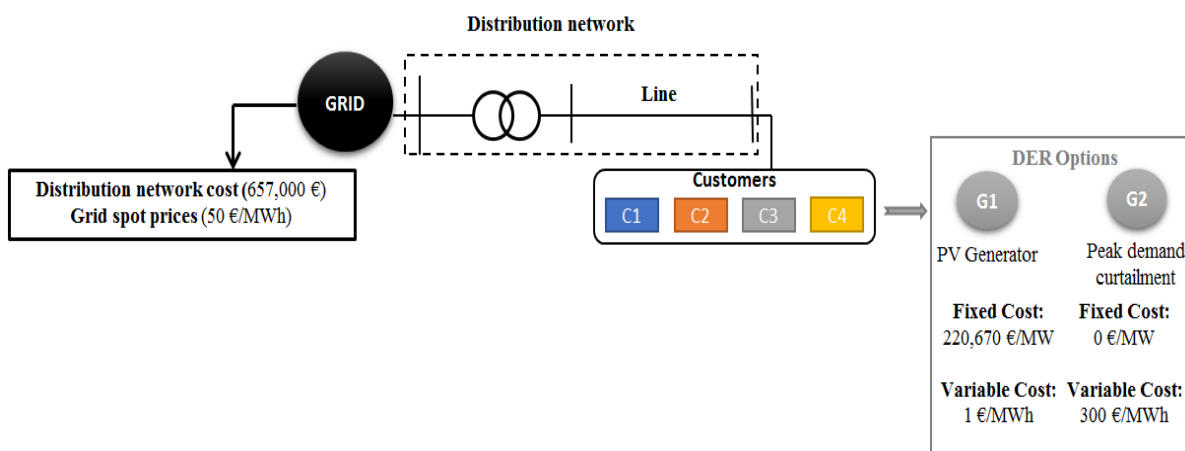 Distribution network
GRID
Line
Distribution network cost (657,000 €)
Grid spot prices (50 €/MWh)
Customers
C1 C2 C3 C4
DER Options
G1 G2
PV Generator
Peak demand
curtailment
Fixed Cost: Fixed Cost:
220,670 €/MW 0 €/MW
Variable Cost: Variable Cost:
1 €/MWh 300 €/MWh